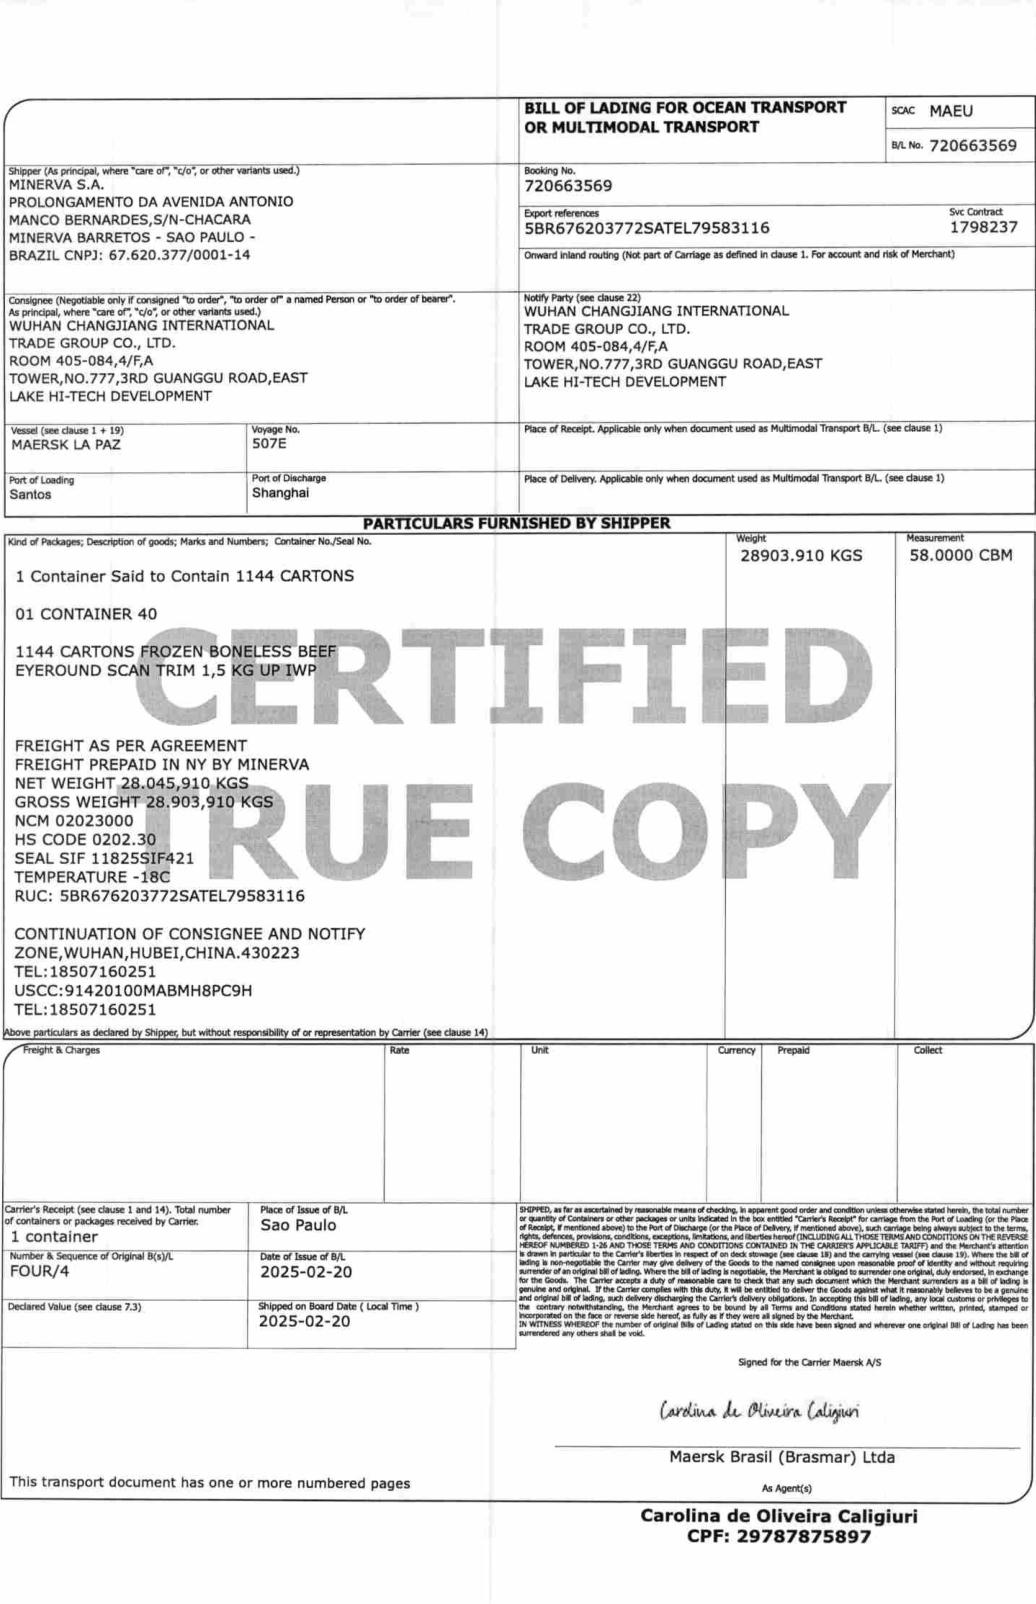 BILL OF LADING FOR OCEAN TRANSPORT
OR MULTIMODAL TRANSPORT
SCAC MAEU
B/L No. 720663569
Shipper (As principal, where "care of", "c/o", or other variants used.)
MINERVA S.A.
PROLONGAMENTO DA AVENIDA ANTONIO
MANCO BERNARDES,S/N-CHACARA
MINERVA BARRETOS - SAO PAULO -
BRAZIL CNPJ: 67.620.377/0001-14
Booking No.
720663569
Export references
5BR676203772SATEL79583116
Svc Contract
1798237
Onward inland routing (Not part of Carriage as defined in clause 1. For account and risk of Merchant)
Consignee (Negotiable only if consigned "to order", "to order of" a named Person or "to order of bearer".
As principal, where "care of", "c/o", or other variants used.)
WUHAN CHANGJIANG INTERNATIONAL
TRADE GROUP CO., LTD.
ROOM 405-084,4/F,A
TOWER,NO.777,3RD GUANGGU ROAD,EAST
LAKE HI-TECH DEVELOPMENT
Notify Party (see clause 22)
WUHAN CHANGJIANG INTERNATIONAL
TRADE GROUP CO., LTD.
ROOM 405-084,4/F,A
TOWER,NO.777,3RD GUANGGU ROAD,EAST
LAKE HI-TECH DEVELOPMENT
Vessel (see clause 1 + 19)
MAERSK LA PAZ
Voyage No.
507E
Place of Receipt. Applicable only when document used as Multimodal Transport B/L. (see clause 1)
Port of Loading
Santos
Port of Discharge
Shanghai
Place of Delivery. Applicable only when document used as Multimodal Transport B/L. (see clause 1)
PARTICULARS FURNISHED BY SHIPPER
Kind of Packages; Description of goods; Marks and Numbers; Container No./Seal No.
Weight
28903.910 KGS
Measurement
58.0000 CBM
1 Container Said to Contain 1144 CARTONS
01 CONTAINER 40
1144 CARTONS FROZEN BONELESS BEEF
EYEROUND SCAN TRIM 1,5 KG UP IWP
CERTIFIED
TRUE COPY
FREIGHT AS PER AGREEMENT
FREIGHT PREPAID IN NY BY MINERVA
NET WEIGHT 28.045,910 KGS
GROSS WEIGHT 28.903,910 KGS
NCM 02023000
HS CODE 0202.30
SEAL SIF 11825SIF421
TEMPERATURE -18C
RUC: 5BR676203772SATEL79583116
CONTINUATION OF CONSIGNEE AND NOTIFY
ZONE,WUHAN,HUBEI,CHINA.430223
TEL:18507160251
USCC:91420100MABMH8PC9H
TEL:18507160251
Above particulars as declared by Shipper, but without responsibility of or representation by Carrier (see clause 14)
Freight & Charges
Rate
Unit
Currency
Prepaid
Collect
Carrier's Receipt (see clause 1 and 14). Total number
of containers or packages received by Carrier.
1 container
Place of Issue of B/L
Sao Paulo
Number & Sequence of Original B(s)/L
FOUR/4
Date of Issue of B/L
2025-02-20
Declared Value (see clause 7.3)
Shipped on Board Date ( Local Time )
2025-02-20
SHIPPED, as far as ascertained by reasonable means of checking, in apparent good order and condition unless otherwise stated herein, the total number
or quantity of Containers or other packages or units indicated in the box entitled "Carrier's Receipt" for carriage from the Port of Loading (or the Place
of Receipt, if mentioned above) to the Port of Discharge (or the Place of Delivery, if mentioned above), such carriage being always subject to the terms,
rights, defences, provisions, conditions, exceptions, limitations, and liberties hereof (INCLUDING ALL THOSE TERMS AND CONDITIONS ON THE REVERSE
HEREOF NUMBERED 1-26 AND THOSE TERMS AND CONDITIONS CONTAINED IN THE CARRIER'S APPLICABLE TARIFF) and the Merchant's attention
is drawn in particular to the Carrier's liberties in respect of on deck stowage (see clause 18) and the carrying vessel (see clause 19). Where the bill of
lading is non-negotiable the Carrier may give delivery of the Goods to the named consignee upon reasonable proof of identity and without requiring
surrender of an original bill of lading. Where the bill of lading is negotiable, the Merchant is obliged to surrender one original, duly endorsed, in exchange
for the Goods. The Carrier accepts a duty of reasonable care to check that any such document which the Merchant surrenders as a bill of lading is
genuine and original. If the Carrier complies with this duty, it will be entitled to deliver the Goods against what it reasonably believes to be a genuine
and original bill of lading, such delivery discharging the Carrier's delivery obligations. In accepting this bill of lading, any local customs or privileges to
the contrary notwithstanding, the Merchant agrees to be bound by all Terms and Conditions stated herein whether written, printed, stamped or
incorporated on the face or reverse side hereof, as fully as if they were all signed by the Merchant.
IN WITNESS WHEREOF the number of original Bills of Lading stated on this side have been signed and wherever one original Bill of Lading has been
surrendered any others shall be void.
Signed for the Carrier Maersk A/S
Carolina de Oliveira Caligiuri
Maersk Brasil (Brasmar) Ltda
This transport document has one or more numbered pages
As Agent(s)
Carolina de Oliveira Caligiuri
CPF: 29787875897